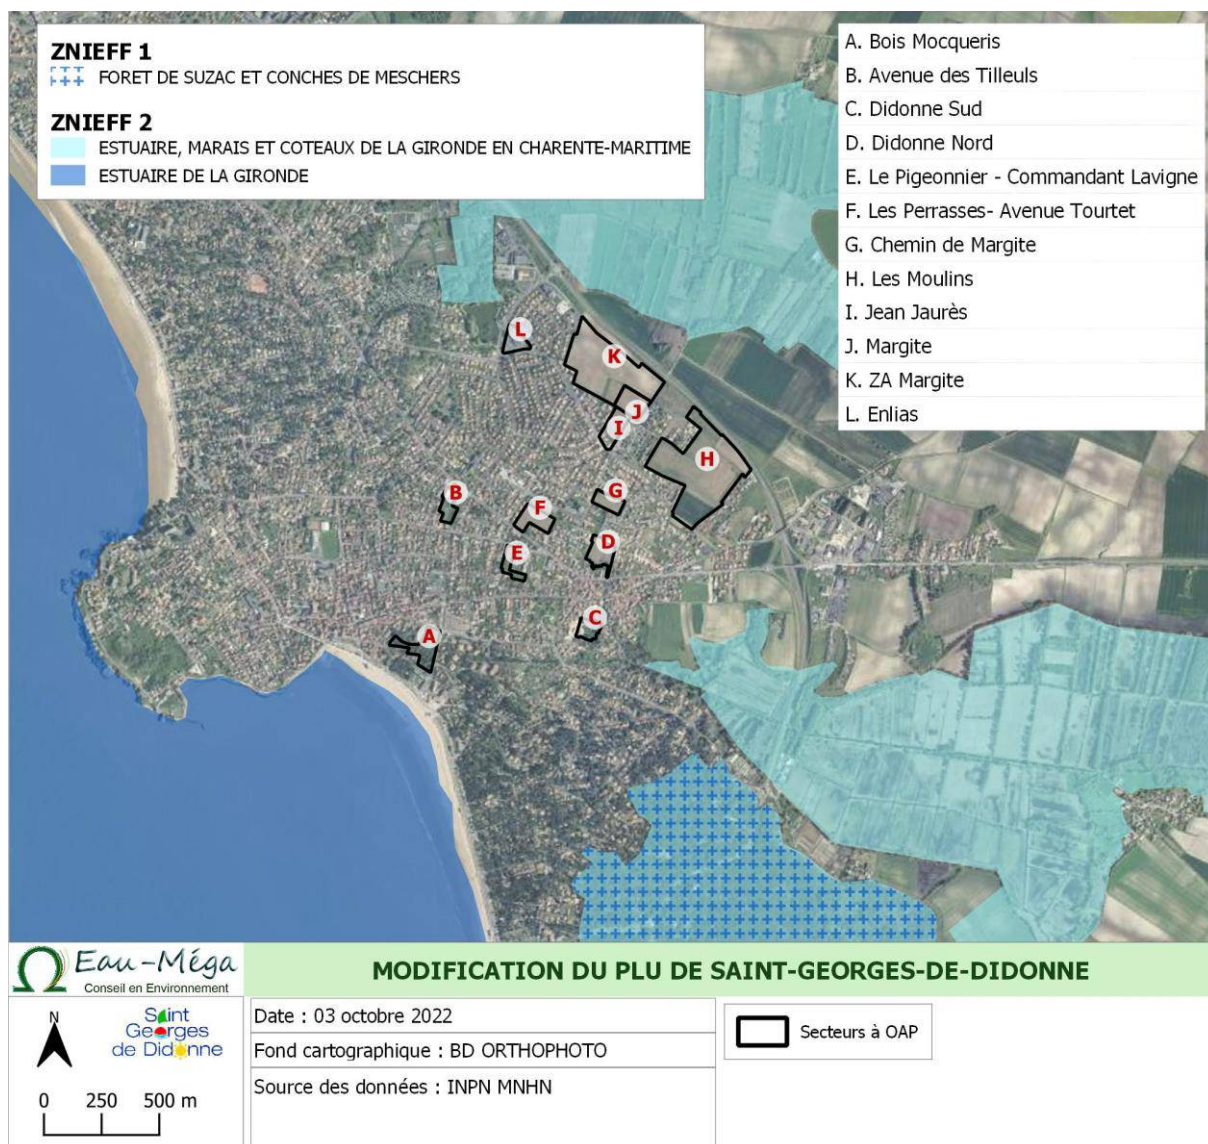 ZNIEFF 1
FORET DE SUZAC ET CONCHES DE MESCHERS
ZNIEFF 2
ESTUAIRE, MARAIS ET COTEAUX DE LA GIRONDE EN CHARENTE-MARITIME
ESTUAIRE DE LA GIRONDE
A. Bois Mocqueris
B. Avenue des Tilleuls
C. Didonne Sud
D. Didonne Nord
E. Le Pigeonnier - Commandant Lavigne
F. Les Perrasses- Avenue Tourtet
G. Chemin de Margite
H. Les Moulins
I. Jean Jaurès
J. Margite
K. ZA Margite
L. Enlias
L
K
J
I
H
B
F
G
E
D
C
A
Eau-Méga
Conseil en Environnement
MODIFICATION DU PLU DE SAINT-GEORGES-DE-DIDONNE
N
Saint
Georges
de Didonne
0 250 500 m
Date : 03 octobre 2022
Fond cartographique : BD ORTHOPHOTO
Source des données : INPN MNHN
Secteurs à OAP